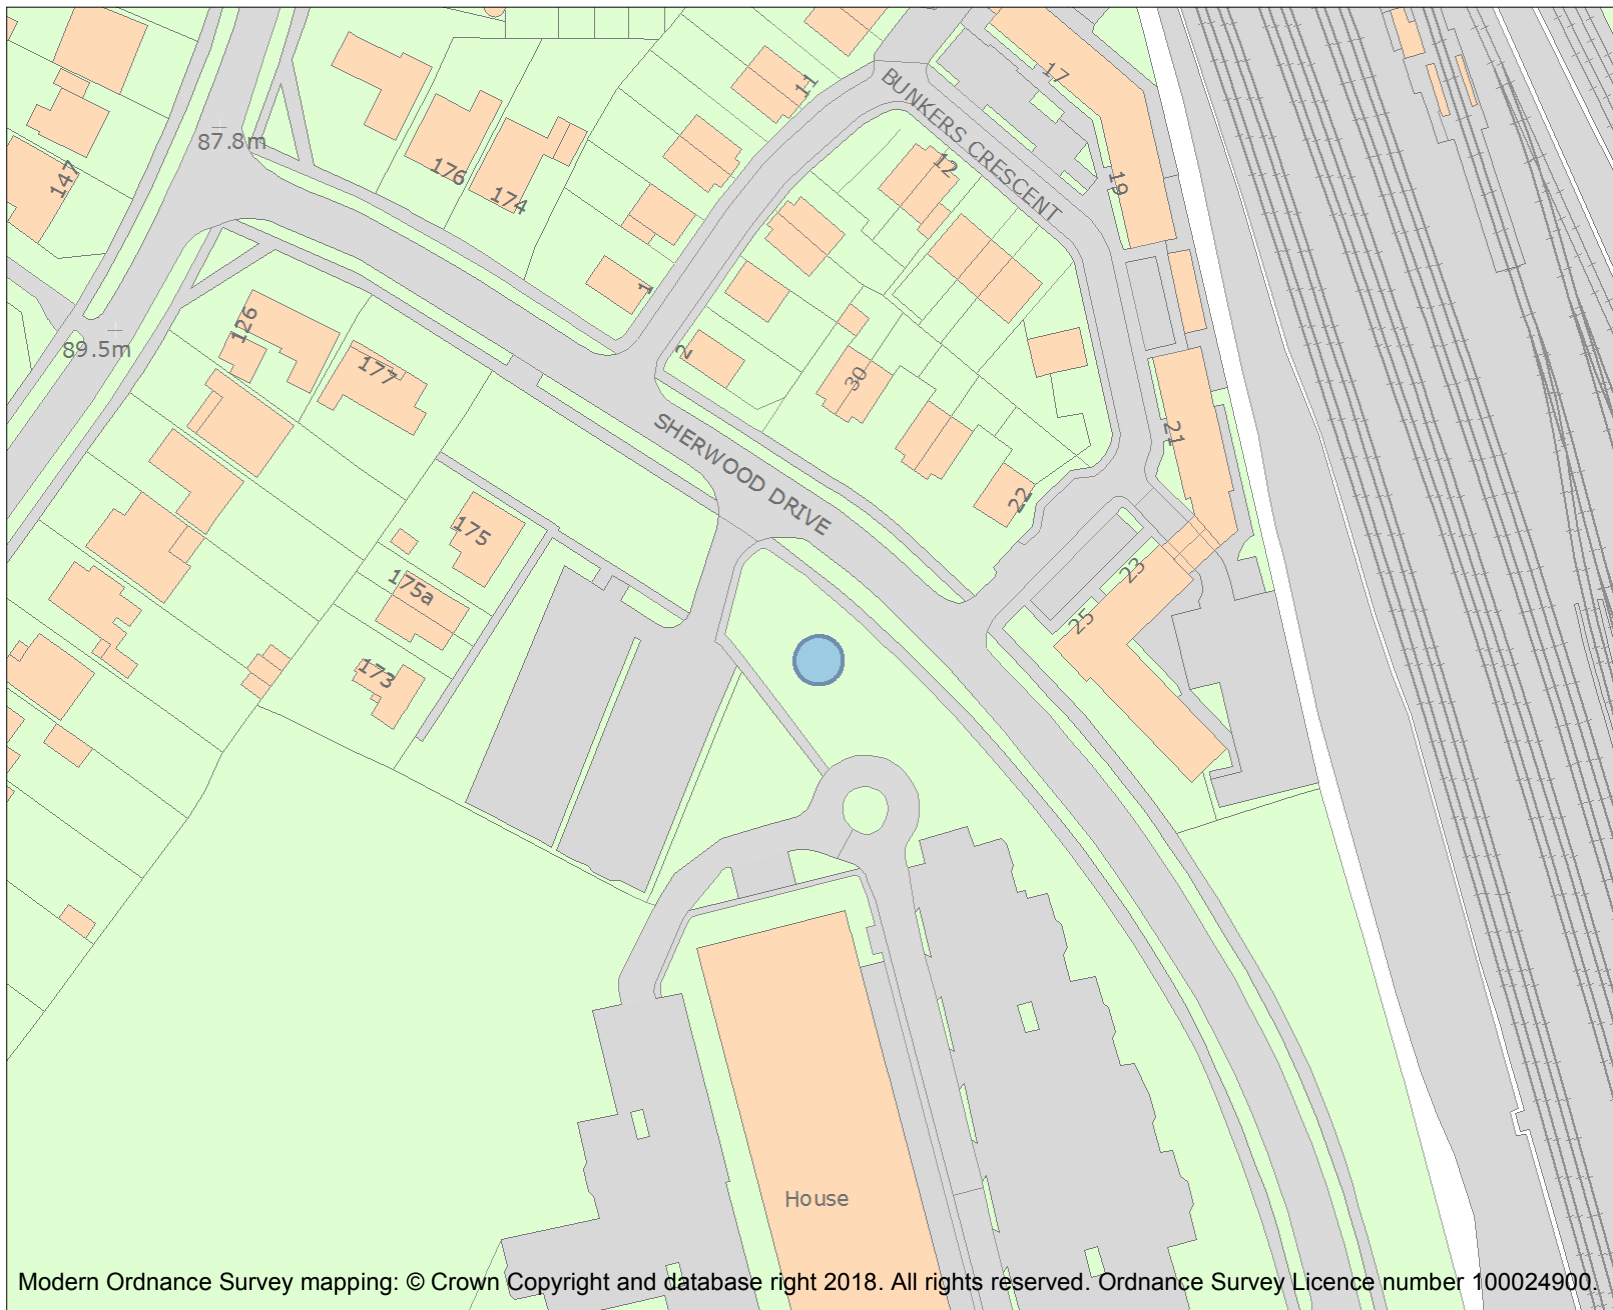 17
11
BUNKERS CRESCENT
87.8m
12
176
147
19
174
1
126
89.5m
2
177
30
21
SHERWOOD DRIVE
22
175
23
175a
25
173
House
Modern Ordnance Survey mapping: © Crown Copyright and database right 2018. All rights reserved. Ordnance Survey Licence number 100024900.